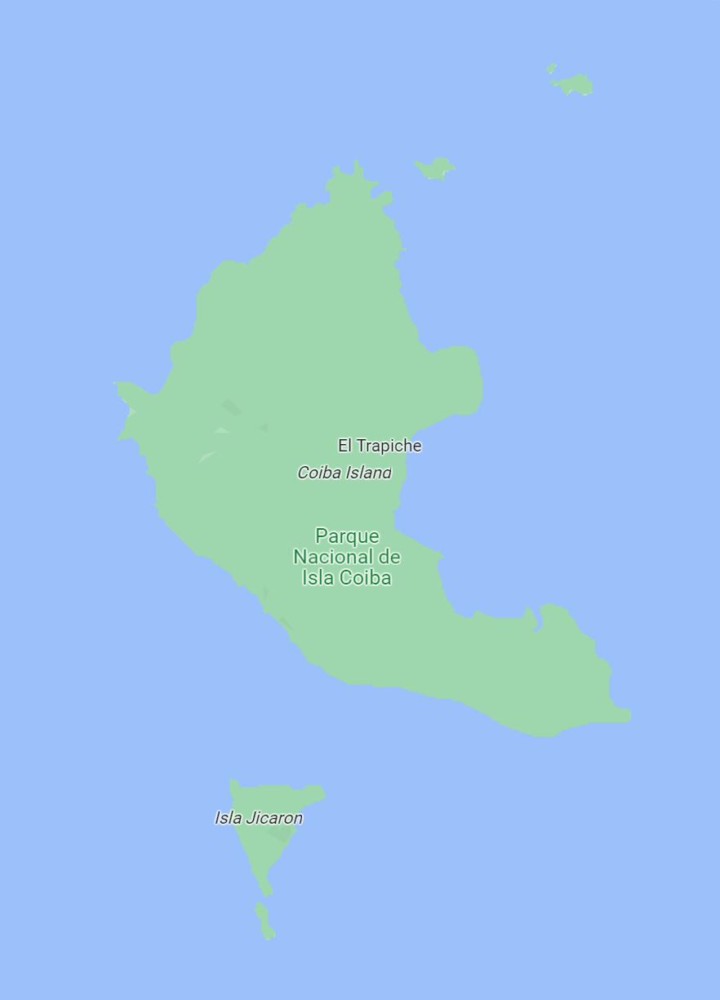 El Trapiche
Coiba Island
Parque
Nacional de
Isla Coiba
Isla Jicaron